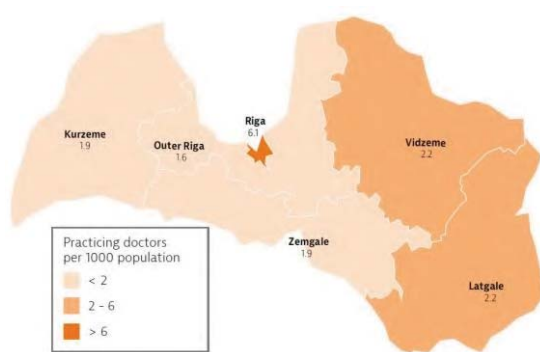 Riga
6.1
Kurzeme
1.9
Outer Riga
1.6
Vidzeme
2.2
Zemgale
1.9
Latgale
2.2
Practicing doctors
per 1000 population
< 2
2 - 6
> 6